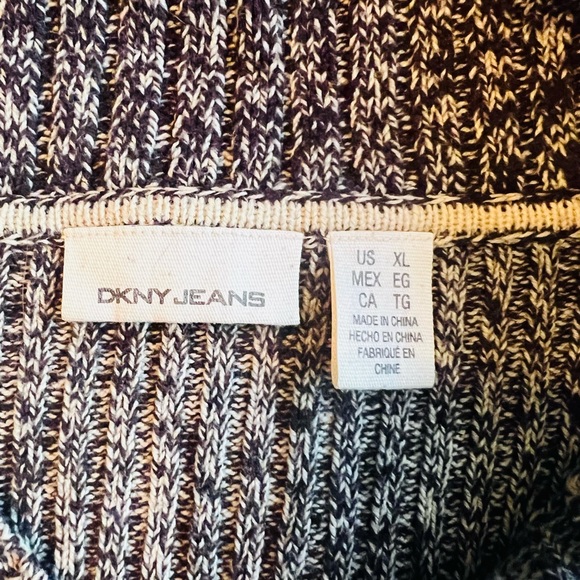 DKNY JEANS
US XL
MEX EG
CA TG
MADE IN CHINA
HECHO EN CHINA
FABRIQUÉ EN
CHINE